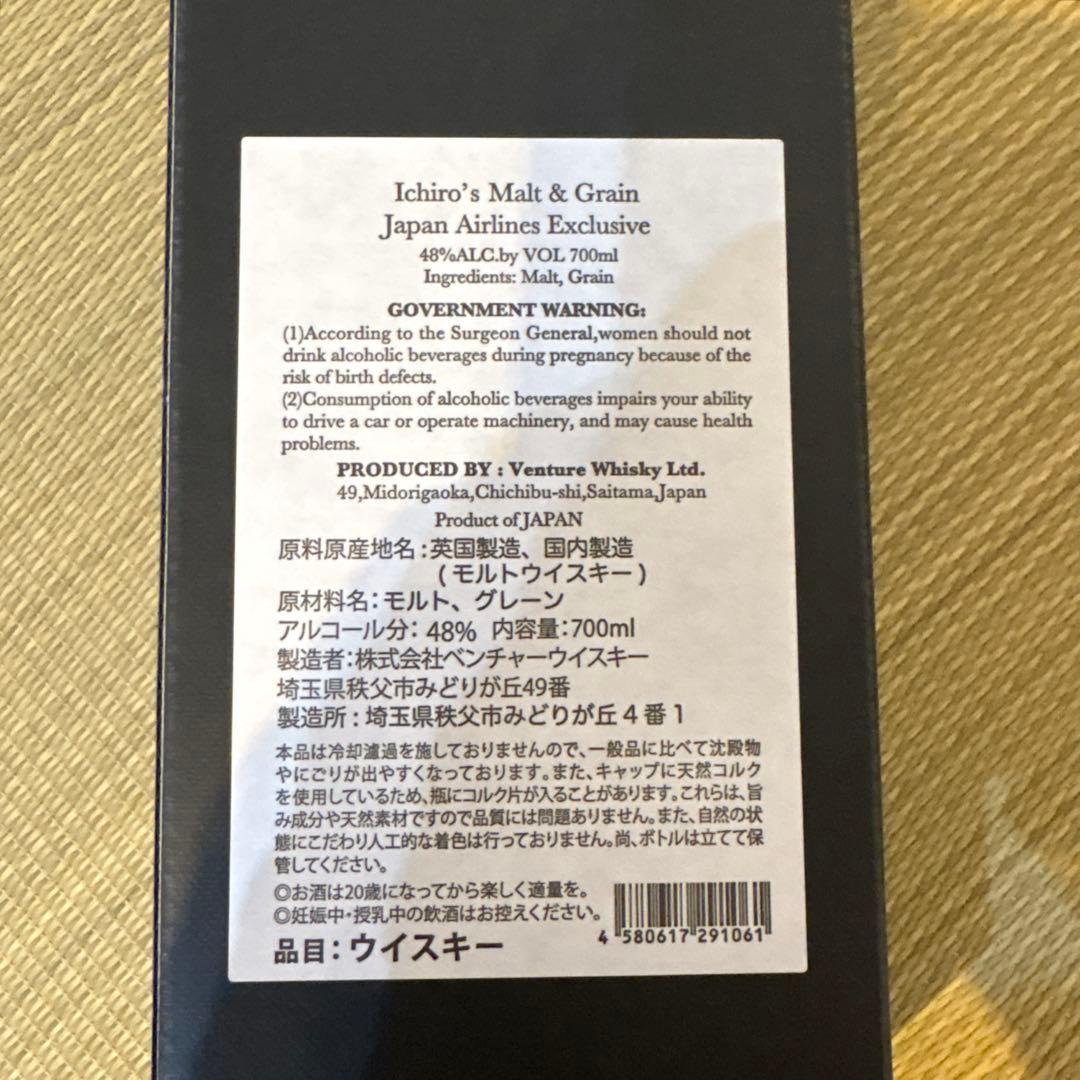 Ichiro's Malt & Grain
Japan Airlines Exclusive
48%ALC.by VOL 700ml
Ingredients: Malt, Grain
GOVERNMENT WARNING:
(1)According to the Surgeon General,women should not
drink alcoholic beverages during pregnancy because of the
risk of birth defects.
(2)Consumption of alcoholic beverages impairs your ability
to drive a car or operate machinery, and may cause health
problems.
PRODUCED BY : Venture Whisky Ltd.
49,Midorigaoka,Chichibu-shi,Saitama,Japan
Product of JAPAN
原料原産地名:英国製造、国内製造
(モルトウイスキー)
原材料名:モルト、グレーン
アルコール分: 48% 内容量:700ml
製造者:株式会社ベンチャーウイスキー
埼玉県秩父市みどりが丘49番
製造所:埼玉県秩父市みどりが丘4番1
本品は冷却濾過を施しておりませんので、一般品に比べて沈殿物
やにごりが出やすくなっております。また、キャップに天然コルク
を使用しているため、瓶にコルク片が入ることがあります。これらは、旨
み成分や天然素材ですので品質には問題ありません。また、自然の状
態にこだわり人工的な着色は行っておりません。尚、ボトルは立てて保
管してください。
◎お酒は20歳になってから楽しく適量を。
◎妊娠中・授乳中の飲酒はお控えください。
4 580617 291061
品目:ウイスキー